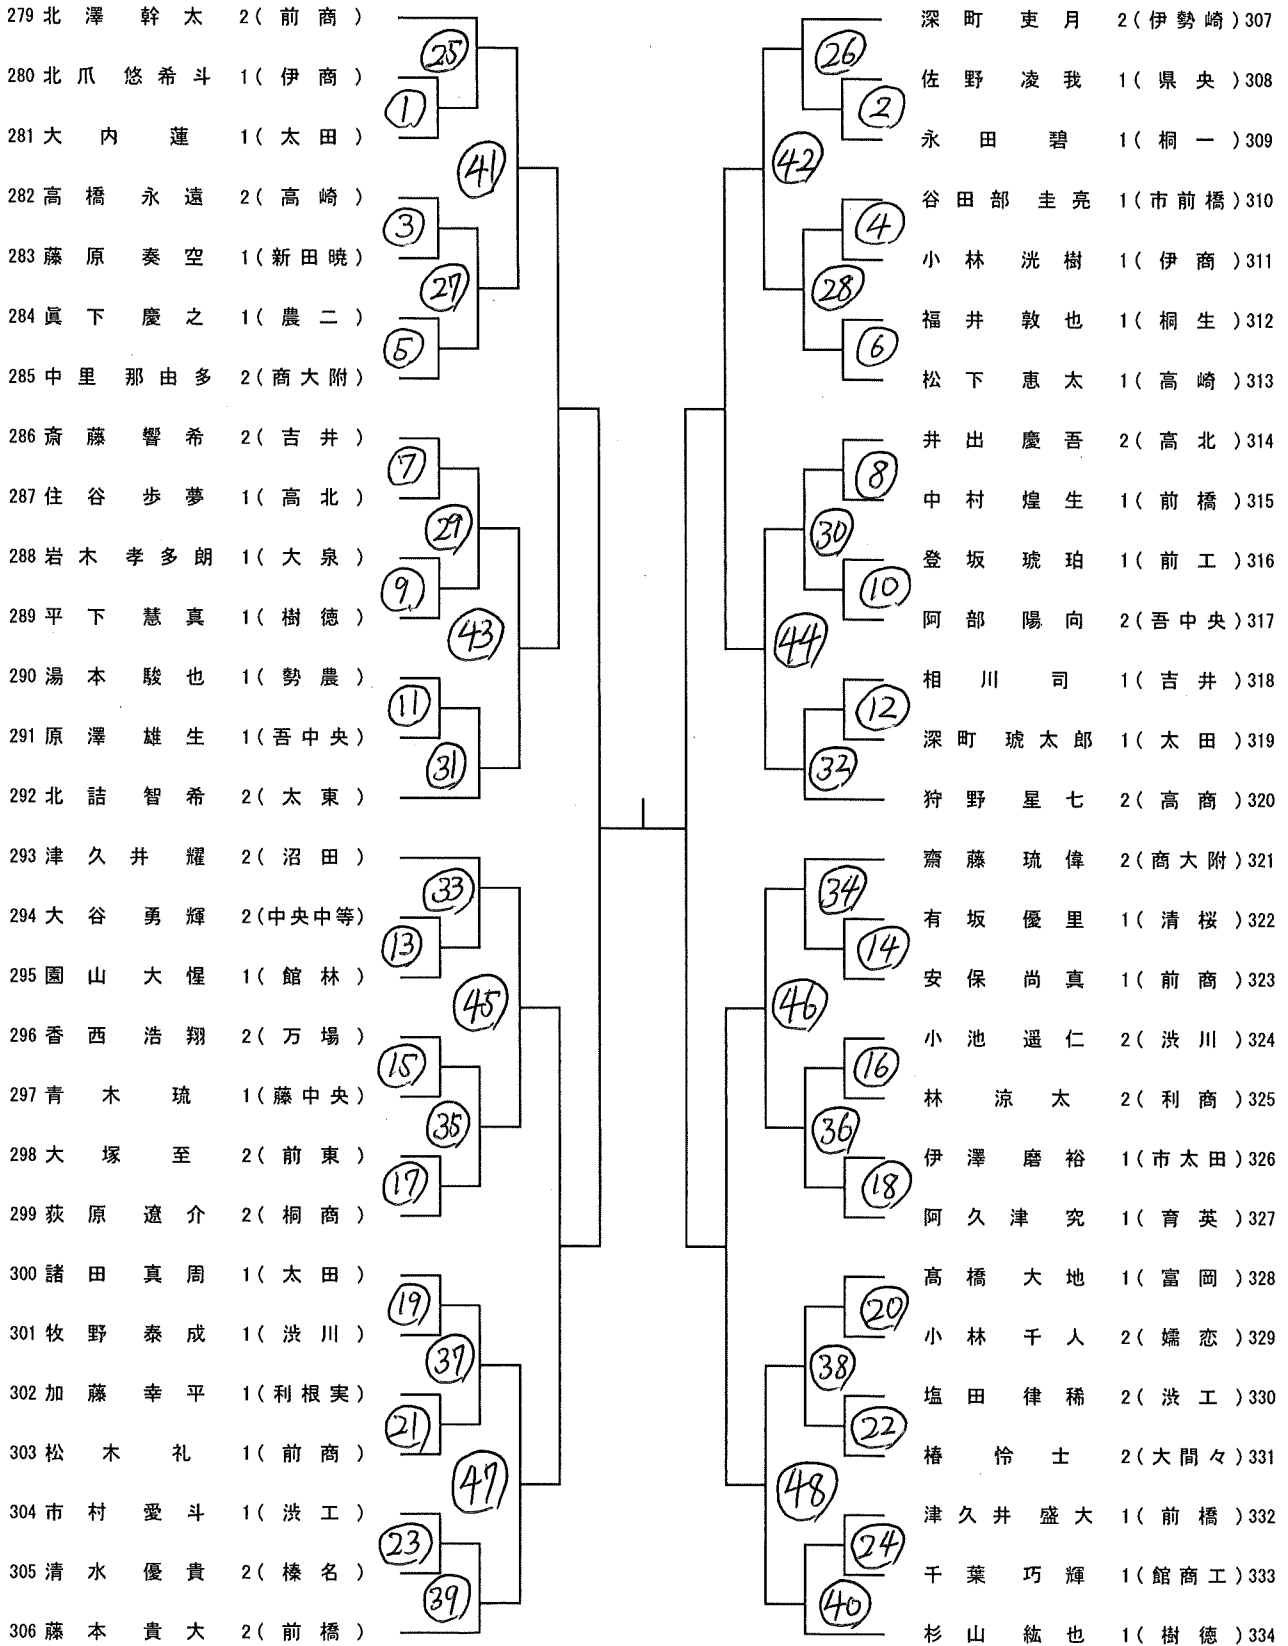 279 北澤幹太 2(前商)
㉕
280 北爪悠希斗 1(伊商)
①
281 大内蓮 1(太田)
㊶
282 高橋永遠 2(高崎)
③
283 藤原奏空 1(新田暁)
㉗
284 眞下慶之 1(農二)
⑤
285 中里那由多 2(商大附)
286 斎藤響希 2(吉井)
⑦
287 住谷歩夢 1(高北)
㉙
288 岩木孝多朗 1(大泉)
⑨
289 平下慧真 1(樹徳)
㊸
290 湯本駿也 1(勢農)
⑪
291 原澤雄生 1(吾中央)
㉛
292 北詰智希 2(太東)
293 津久井耀 2(沼田)
㉝
294 大谷勇輝 2(中央中等)
⑬
295 園山大惺 1(館林)
㊺
296 香西浩翔 2(万場)
⑮
297 青木琉 1(藤中央)
㉟
298 大塚至 2(前東)
⑰
299 荻原遼介 2(桐商)
300 諸田真周 1(太田)
⑲
301 牧野泰成 1(渋川)
㊲
302 加藤幸平 1(利根実)
㉑
303 松木礼 1(前商)
㊼
304 市村愛斗 1(渋工)
㉓
305 清水優貴 2(榛名)
㊴
306 藤本貴大 2(前橋)
深町吏月 2(伊勢崎)307
㉖
佐野凌我 1(県央)308
②
永田碧 1(桐一)309
㊷
谷田部圭亮 1(市前橋)310
④
小林洸樹 1(伊商)311
㉘
福井敦也 1(桐生)312
⑥
松下恵太 1(高崎)313
井出慶吾 2(高北)314
⑧
中村煌生 1(前橋)315
㉚
登坂琥珀 1(前工)316
⑩
阿部陽向 2(吾中央)317
㊹
相川司 1(吉井)318
⑫
深町琥太郎 1(太田)319
㉜
狩野星七 2(高商)320
齋藤琉偉 2(商大附)321
㉞
有坂優里 1(清桜)322
⑭
安保尚真 1(前商)323
㊻
小池遥仁 2(渋川)324
⑯
林涼太 2(利商)325
㊱
伊澤磨裕 1(市太田)326
⑱
阿久津究 1(育英)327
髙橋大地 1(富岡)328
⑳
小林千人 2(嬬恋)329
㊳
塩田律稀 2(渋工)330
㉒
椿怜士 2(大間々)331
㊽
津久井盛大 1(前橋)332
㉔
千葉巧輝 1(館商工)333
㊵
杉山紘也 1(樹徳)334